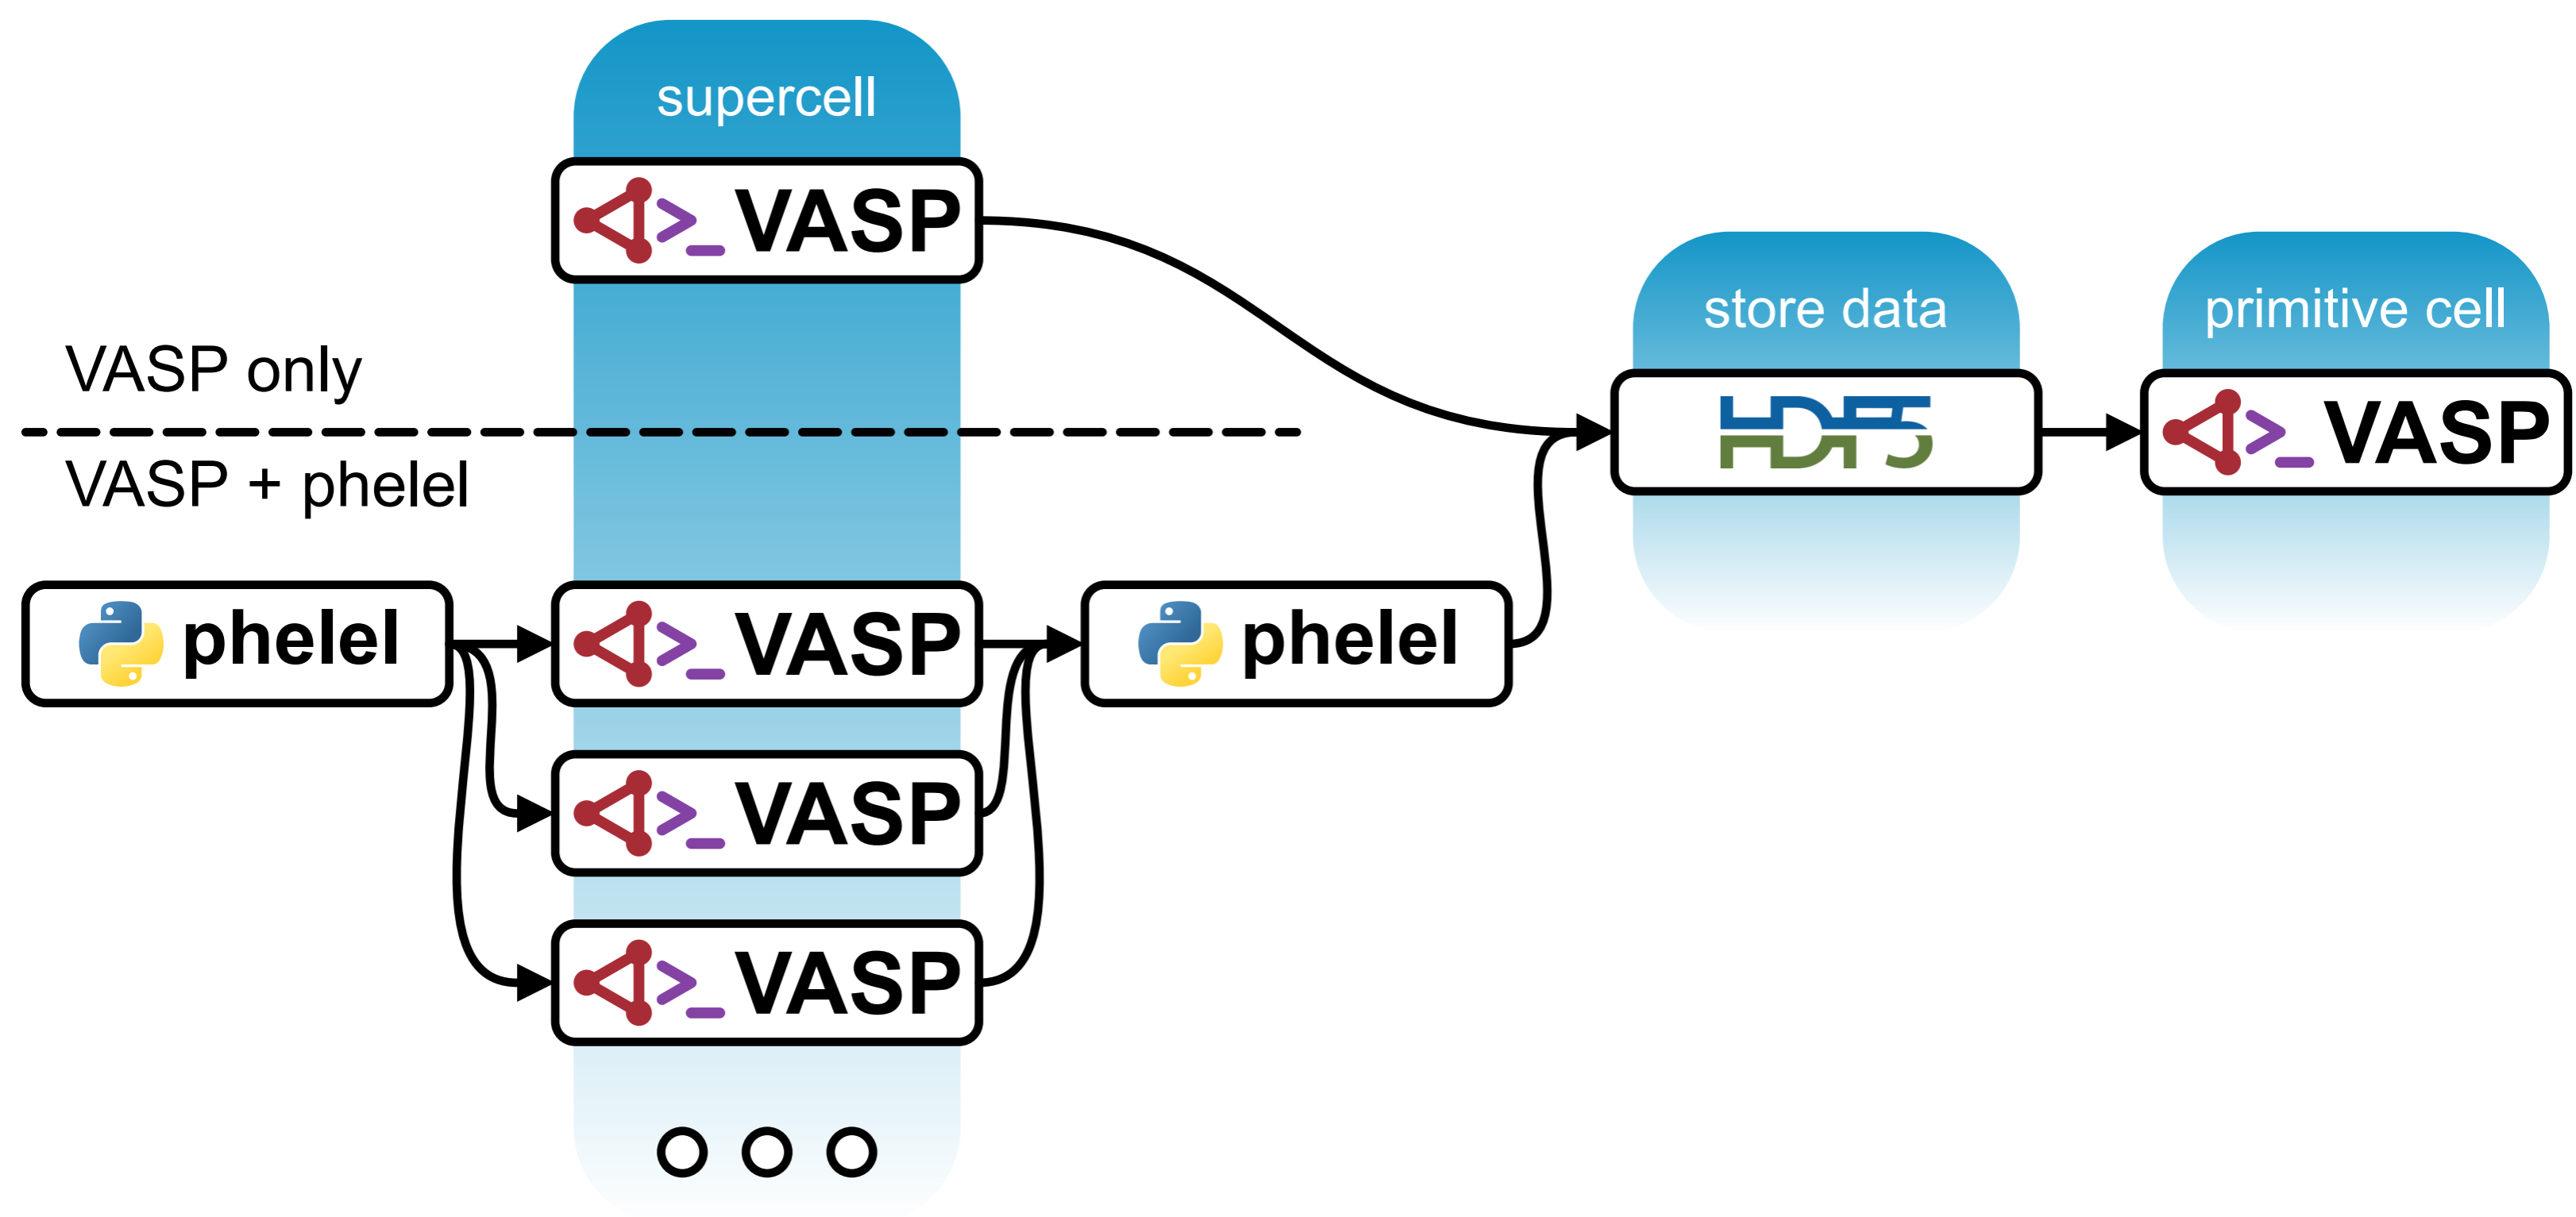 supercell
>_ VASP
store data
primitive cell
VASP only
HDF5
>_ VASP
VASP + phelel
phelel
>_ VASP
phelel
>_ VASP
>_ VASP